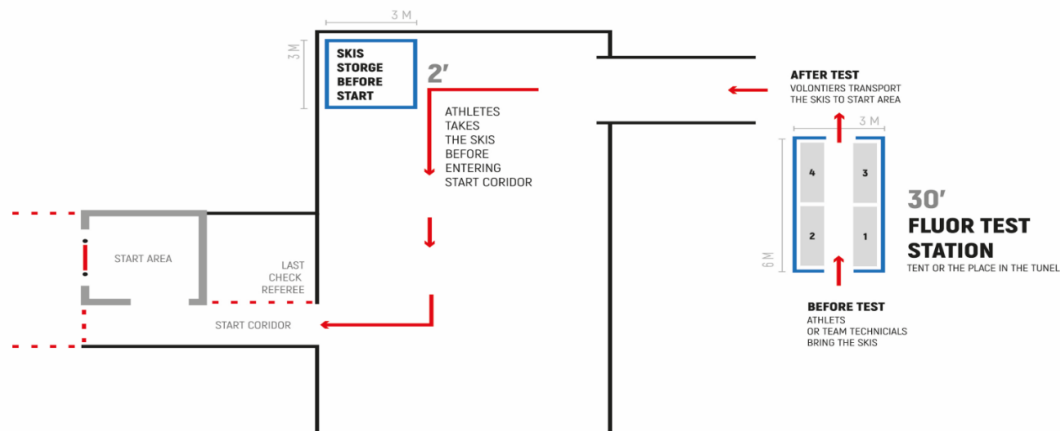 3 M
3 M
SKIS
STORGE
BEFORE
START
2'
ATHLETES
TAKES
THE SKIS
BEFORE
ENTERING
START CORIDOR
START AREA
LAST
CHECK
REFEREE
START CORIDOR
AFTER TEST
VOLONTIERS TRANSPORT
THE SKIS TO START AREA
3 M
6 M
4
3
2
1
30'
FLUOR TEST
STATION
TENT OR THE PLACE IN THE TUNEL
BEFORE TEST
ATHLETS
OR TEAM TECHNICIALS
BRING THE SKIS